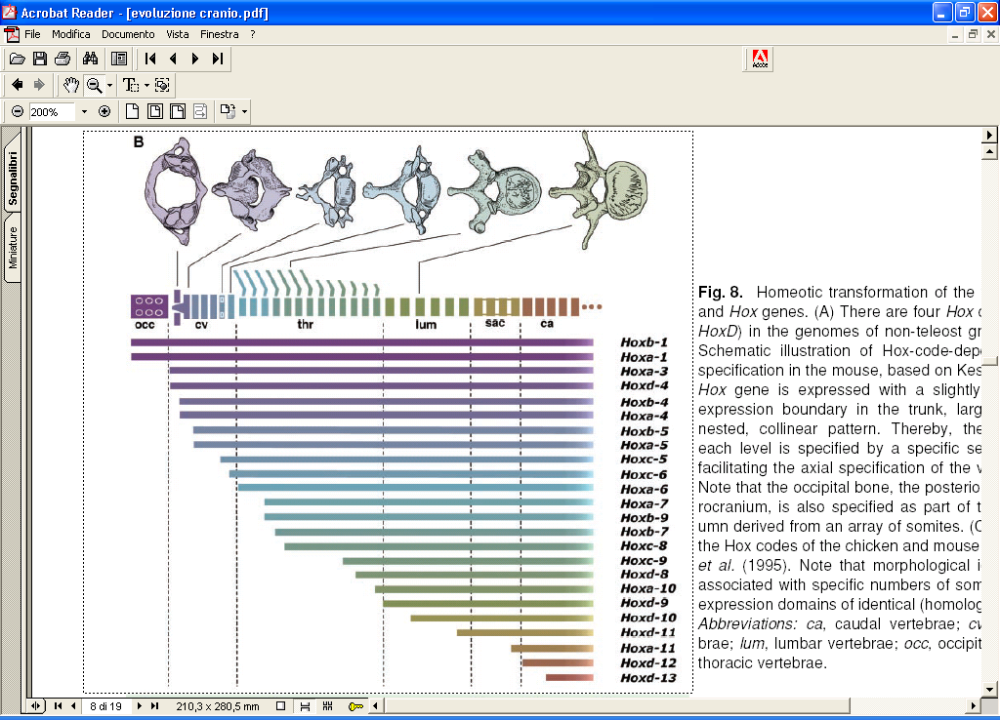 Acrobat Reader - [evoluzione cranio.pdf]
File Modifica Documento Vista Finestra ?
Adobe
200%
Segnalibri
Miniature
B
occ cv thr lum sac ca
Hoxb-1
Hoxa-1
Hoxa-3
Hoxd-4
Hoxb-4
Hoxa-4
Hoxb-5
Hoxa-5
Hoxc-5
Hoxc-6
Hoxa-6
Hoxa-7
Hoxb-9
Hoxb-7
Hoxc-8
Hoxc-9
Hoxd-8
Hoxa-10
Hoxd-9
Hoxd-10
Hoxd-11
Hoxa-11
Hoxd-12
Hoxd-13
Fig. 8. Homeotic transformation of the
and Hox genes. (A) There are four Hox c
HoxD) in the genomes of non-teleost gn
Schematic illustration of Hox-code-depe
specification in the mouse, based on Kes
Hox gene is expressed with a slightly
expression boundary in the trunk, larg
nested, collinear pattern. Thereby, the
each level is specified by a specific se
facilitating the axial specification of the v
Note that the occipital bone, the posterio
rocranium, is also specified as part of t
umn derived from an array of somites. (C
the Hox codes of the chicken and mouse
et al. (1995). Note that morphological i
associated with specific numbers of som
expression domains of identical (homolog
Abbreviations: ca, caudal vertebrae; cv
brae; lum, lumbar vertebrae; occ, occipit
thoracic vertebrae.
8 di 19 210,3 x 280,5 mm